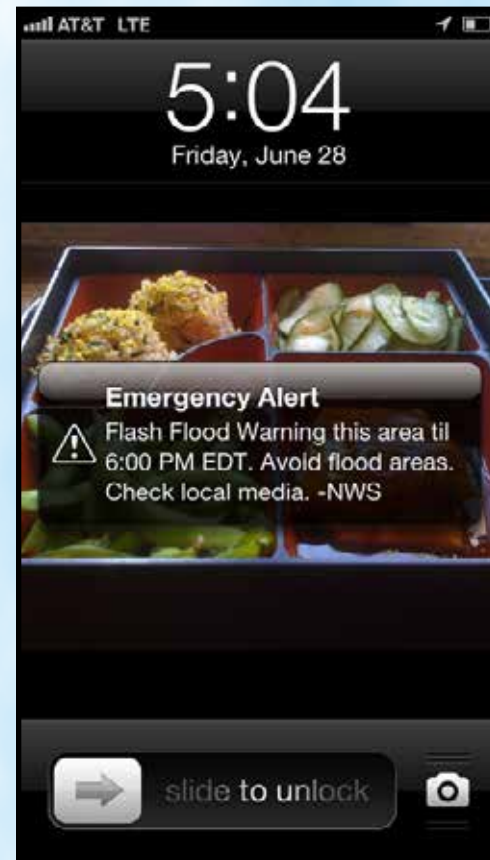 AT&T LTE
5:04
Friday, June 28
Emergency Alert
Flash Flood Warning this area til
6:00 PM EDT. Avoid flood areas.
Check local media. -NWS
slide to unlock